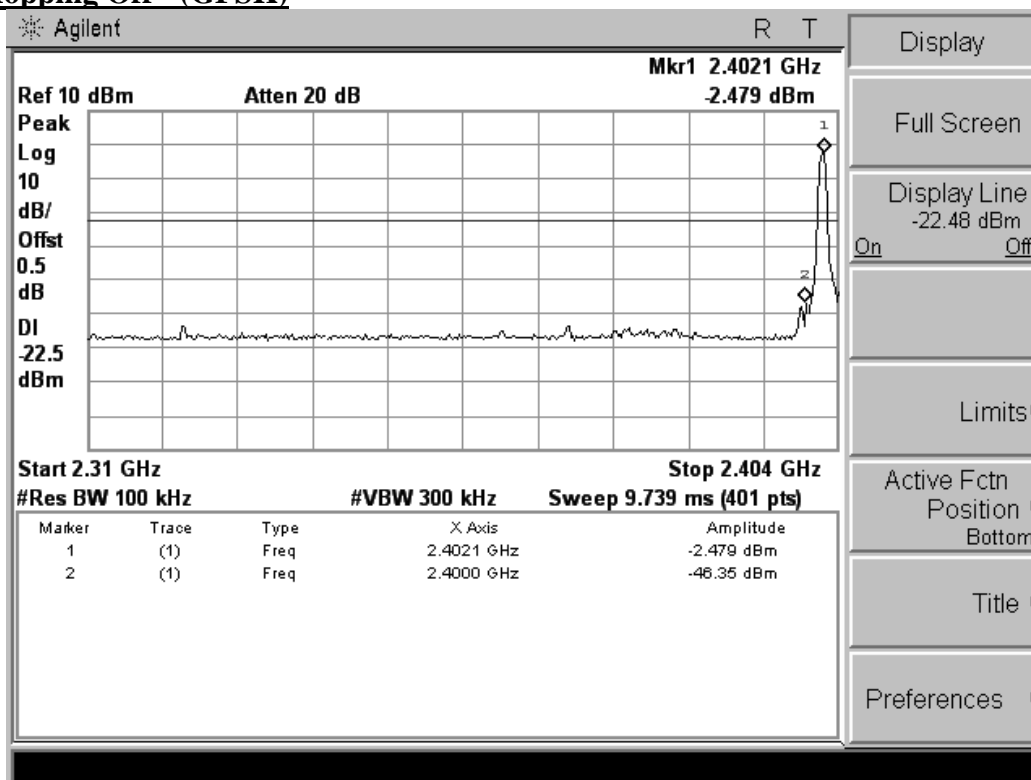 Agilent R T
Mkr1 2.4021 GHz
Ref 10 dBm Atten 20 dB -2.479 dBm
Peak
Log
10
dB/
Offst
0.5
dB
DI
-22.5
dBm
1
2
Start 2.31 GHz Stop 2.404 GHz
#Res BW 100 kHz #VBW 300 kHz Sweep 9.739 ms (401 pts)
Marker Trace Type X Axis Amplitude
1 (1) Freq 2.4021 GHz -2.479 dBm
2 (1) Freq 2.4000 GHz -46.35 dBm
Display
Full Screen
Display Line
-22.48 dBm
On Off
Limits
Active Fctn
Position
Bottom
Title
Preferences